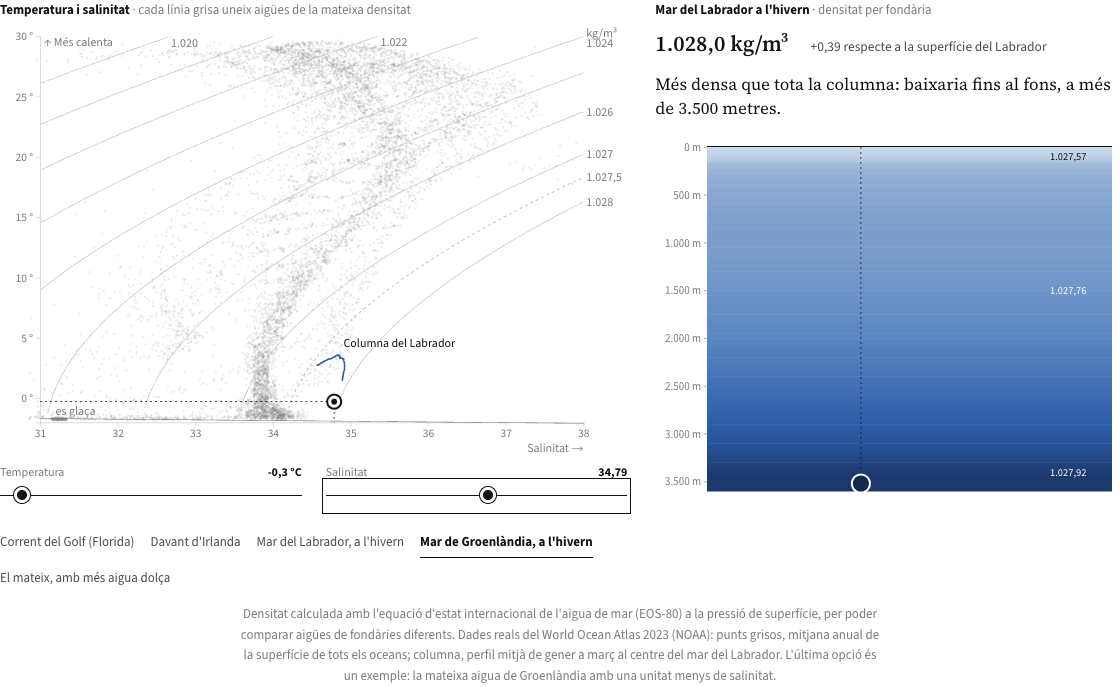 Temperatura i salinitat · cada línia grisa uneix aigües de la mateixa densitat
30 °
↑ Més calenta
1.020
1.022
kg/m³
1.024
25 °
1.026
20 °
1.027
1.027,5
1.028
15 °
10 °
5 °
Columna del Labrador
0 °
es glaça
31
32
33
34
35
36
37
38
Salinitat →
Temperatura
-0,3 °C
Salinitat
34,79
Corrent del Golf (Florida)
Davant d'Irlanda
Mar del Labrador, a l'hivern
Mar de Groenlàndia, a l'hivern
El mateix, amb més aigua dolça
Mar del Labrador a l'hivern · densitat per fondària
1.028,0 kg/m³
+0,39 respecte a la superfície del Labrador
Més densa que tota la columna: baixaria fins al fons, a més
de 3.500 metres.
0 m
1.027,57
500 m
1.000 m
1.500 m
1.027,76
2.000 m
2.500 m
3.000 m
1.027,92
3.500 m
Densitat calculada amb l'equació d'estat internacional de l'aigua de mar (EOS-80) a la pressió de superfície, per poder
comparar aigües de fondàries diferents. Dades reals del World Ocean Atlas 2023 (NOAA): punts grisos, mitjana anual de
la superfície de tots els oceans; columna, perfil mitjà de gener a març al centre del mar del Labrador. L'última opció és
un exemple: la mateixa aigua de Groenlàndia amb una unitat menys de salinitat.